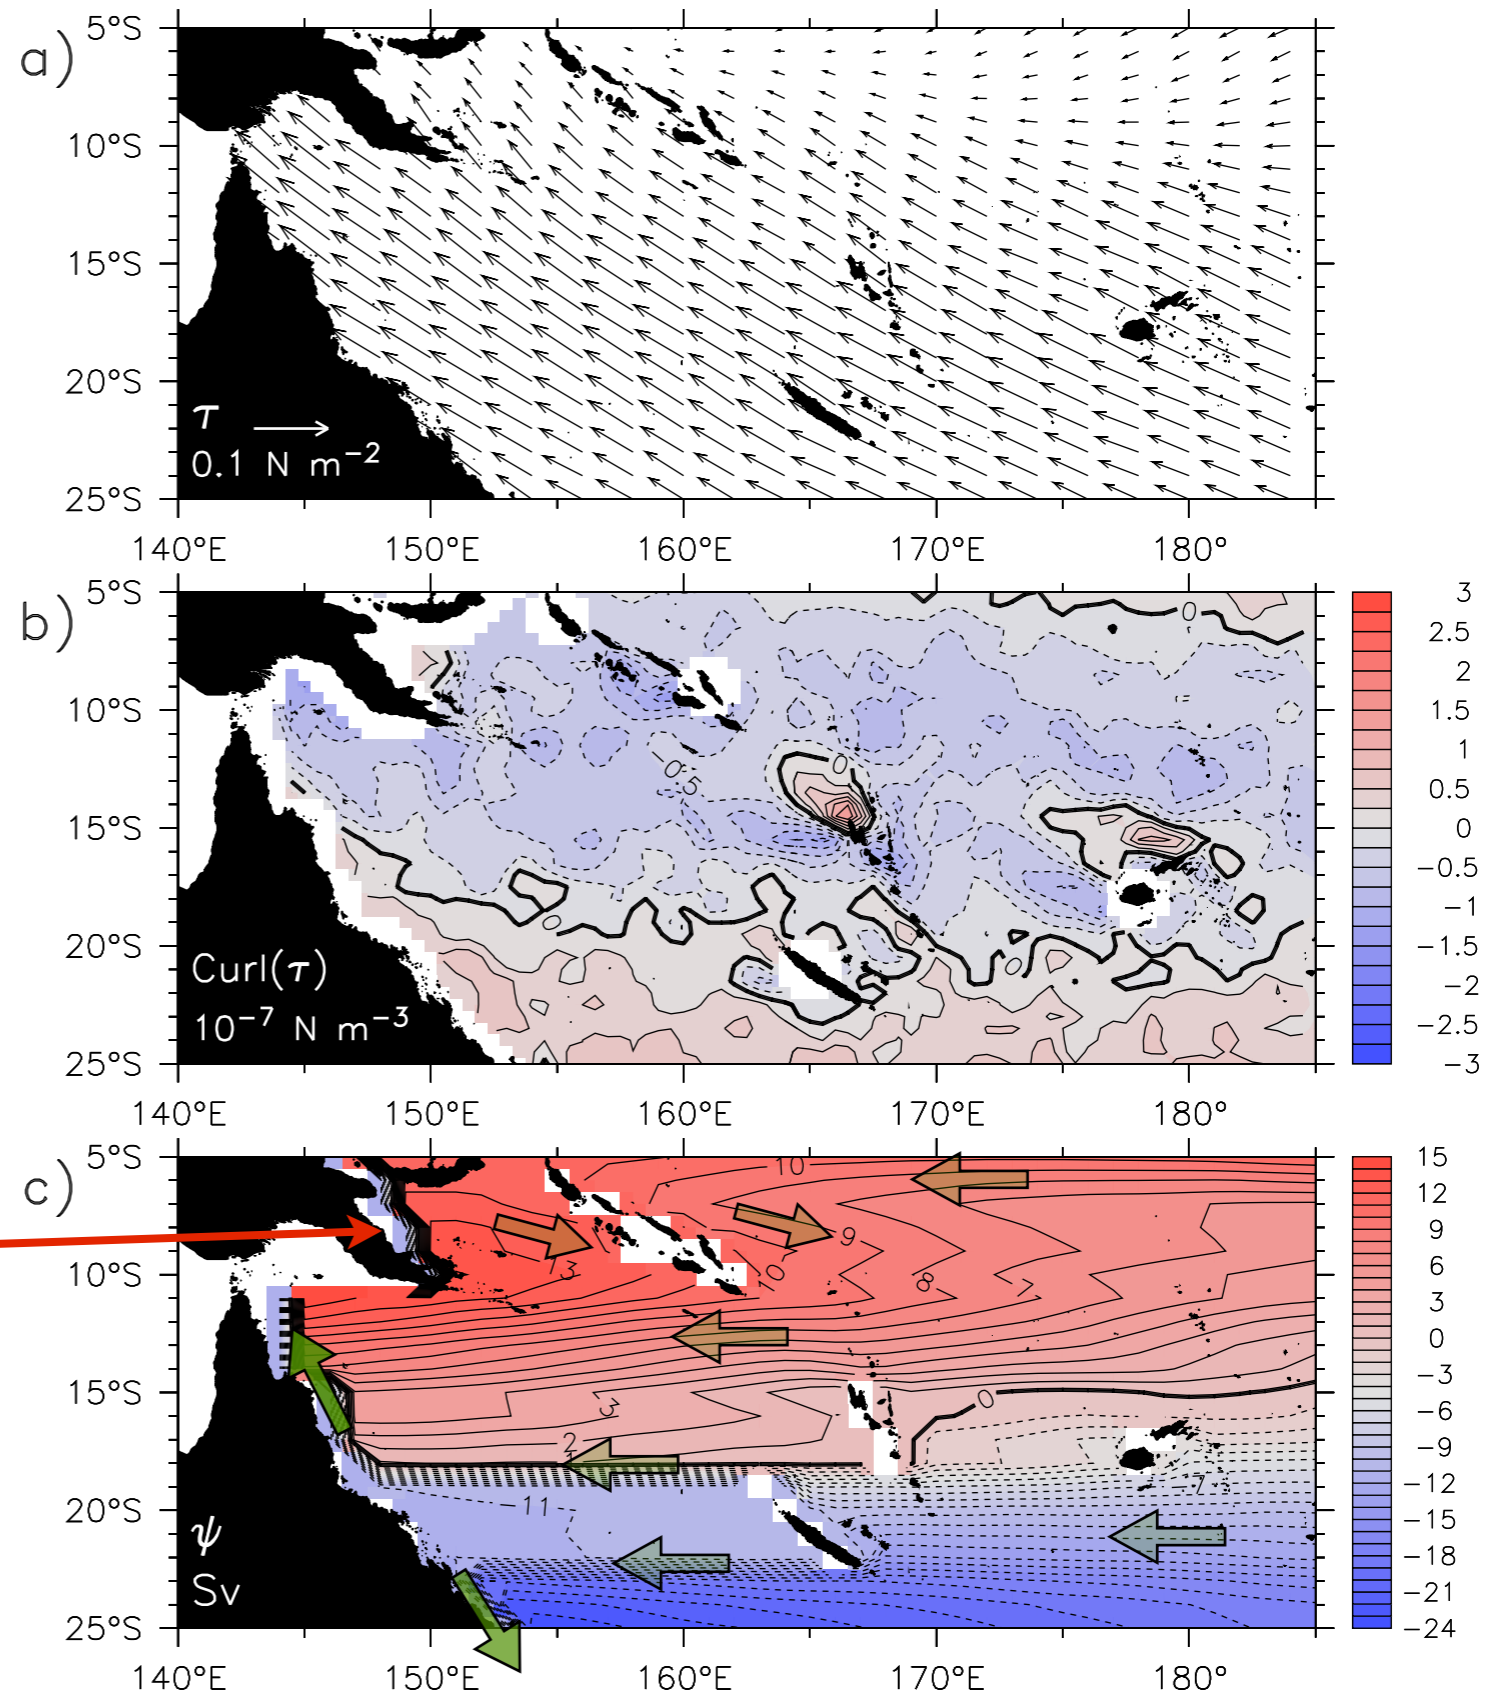 a)
5°S
10°S
15°S
20°S
25°S
τ
0.1 N m⁻²
140°E 150°E 160°E 170°E 180°
b)
5°S
10°S
15°S
20°S
25°S
0
-0.5
0
0
0
Curl(τ)
10⁻⁷ N m⁻³
140°E 150°E 160°E 170°E 180°
3
2.5
2
1.5
1
0.5
0
-0.5
-1
-1.5
-2
-2.5
-3
c)
5°S
10°S
15°S
20°S
25°S
10
9
13
10
8
7
0
3
2
-11
-7
ψ
Sv
140°E 150°E 160°E 170°E 180°
15
12
9
6
3
0
-3
-6
-9
-12
-15
-18
-21
-24